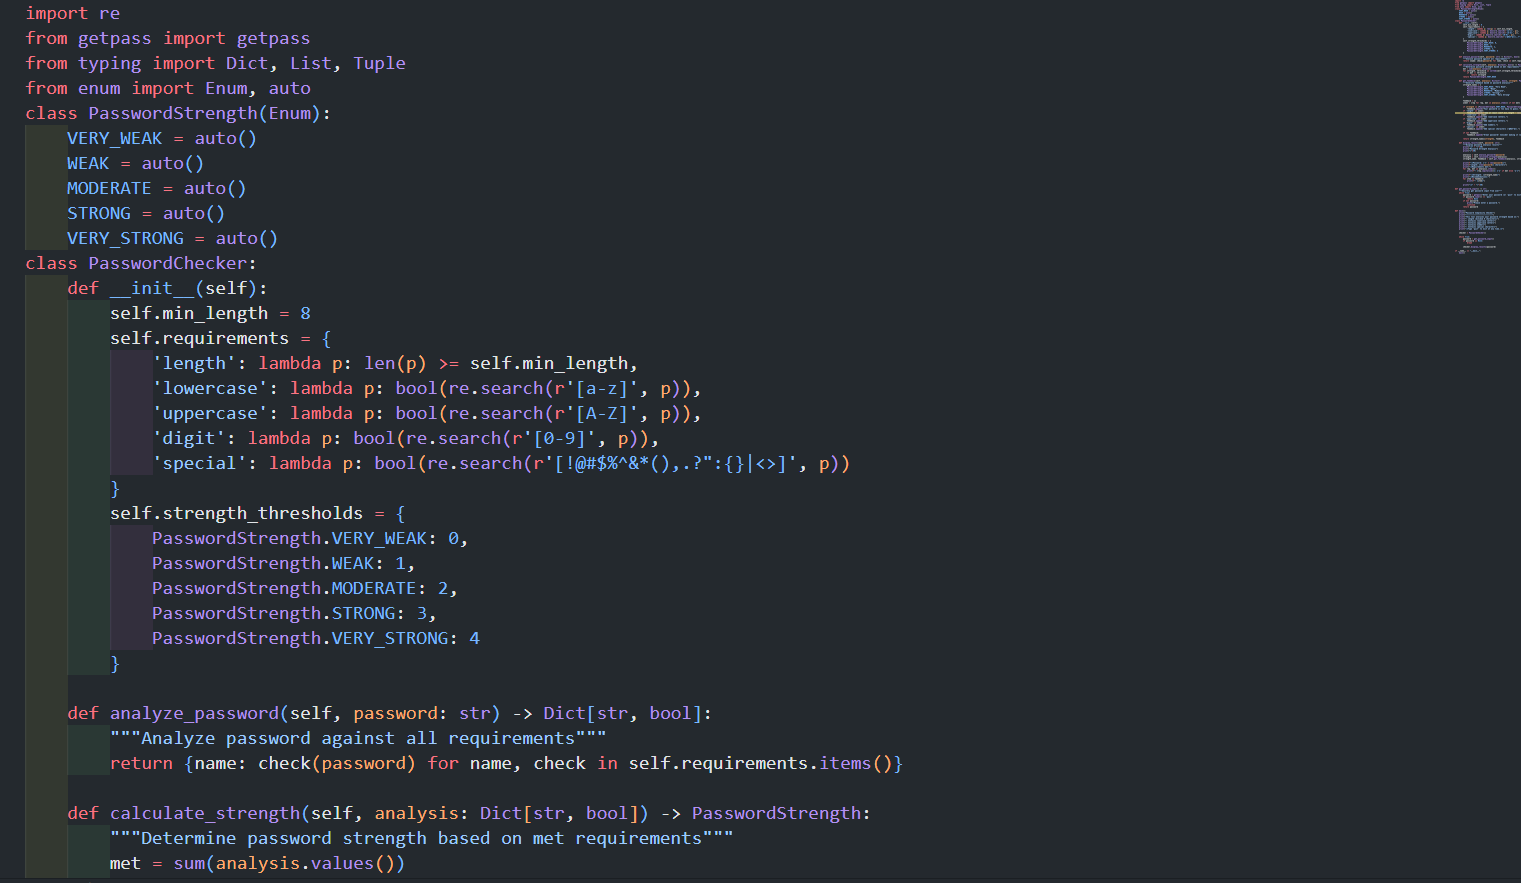 import re
from getpass import getpass
from typing import Dict, List, Tuple
from enum import Enum, auto
class PasswordStrength(Enum):
    VERY_WEAK = auto()
    WEAK = auto()
    MODERATE = auto()
    STRONG = auto()
    VERY_STRONG = auto()
class PasswordChecker:
    def __init__(self):
        self.min_length = 8
        self.requirements = {
            'length': lambda p: len(p) >= self.min_length,
            'lowercase': lambda p: bool(re.search(r'[a-z]', p)),
            'uppercase': lambda p: bool(re.search(r'[A-Z]', p)),
            'digit': lambda p: bool(re.search(r'[0-9]', p)),
            'special': lambda p: bool(re.search(r'[!@#$%^&*(),.?":{}|<>]', p))
        }
        self.strength_thresholds = {
            PasswordStrength.VERY_WEAK: 0,
            PasswordStrength.WEAK: 1,
            PasswordStrength.MODERATE: 2,
            PasswordStrength.STRONG: 3,
            PasswordStrength.VERY_STRONG: 4
        }

    def analyze_password(self, password: str) -> Dict[str, bool]:
        """Analyze password against all requirements"""
        return {name: check(password) for name, check in self.requirements.items()}

    def calculate_strength(self, analysis: Dict[str, bool]) -> PasswordStrength:
        """Determine password strength based on met requirements"""
        met = sum(analysis.values())